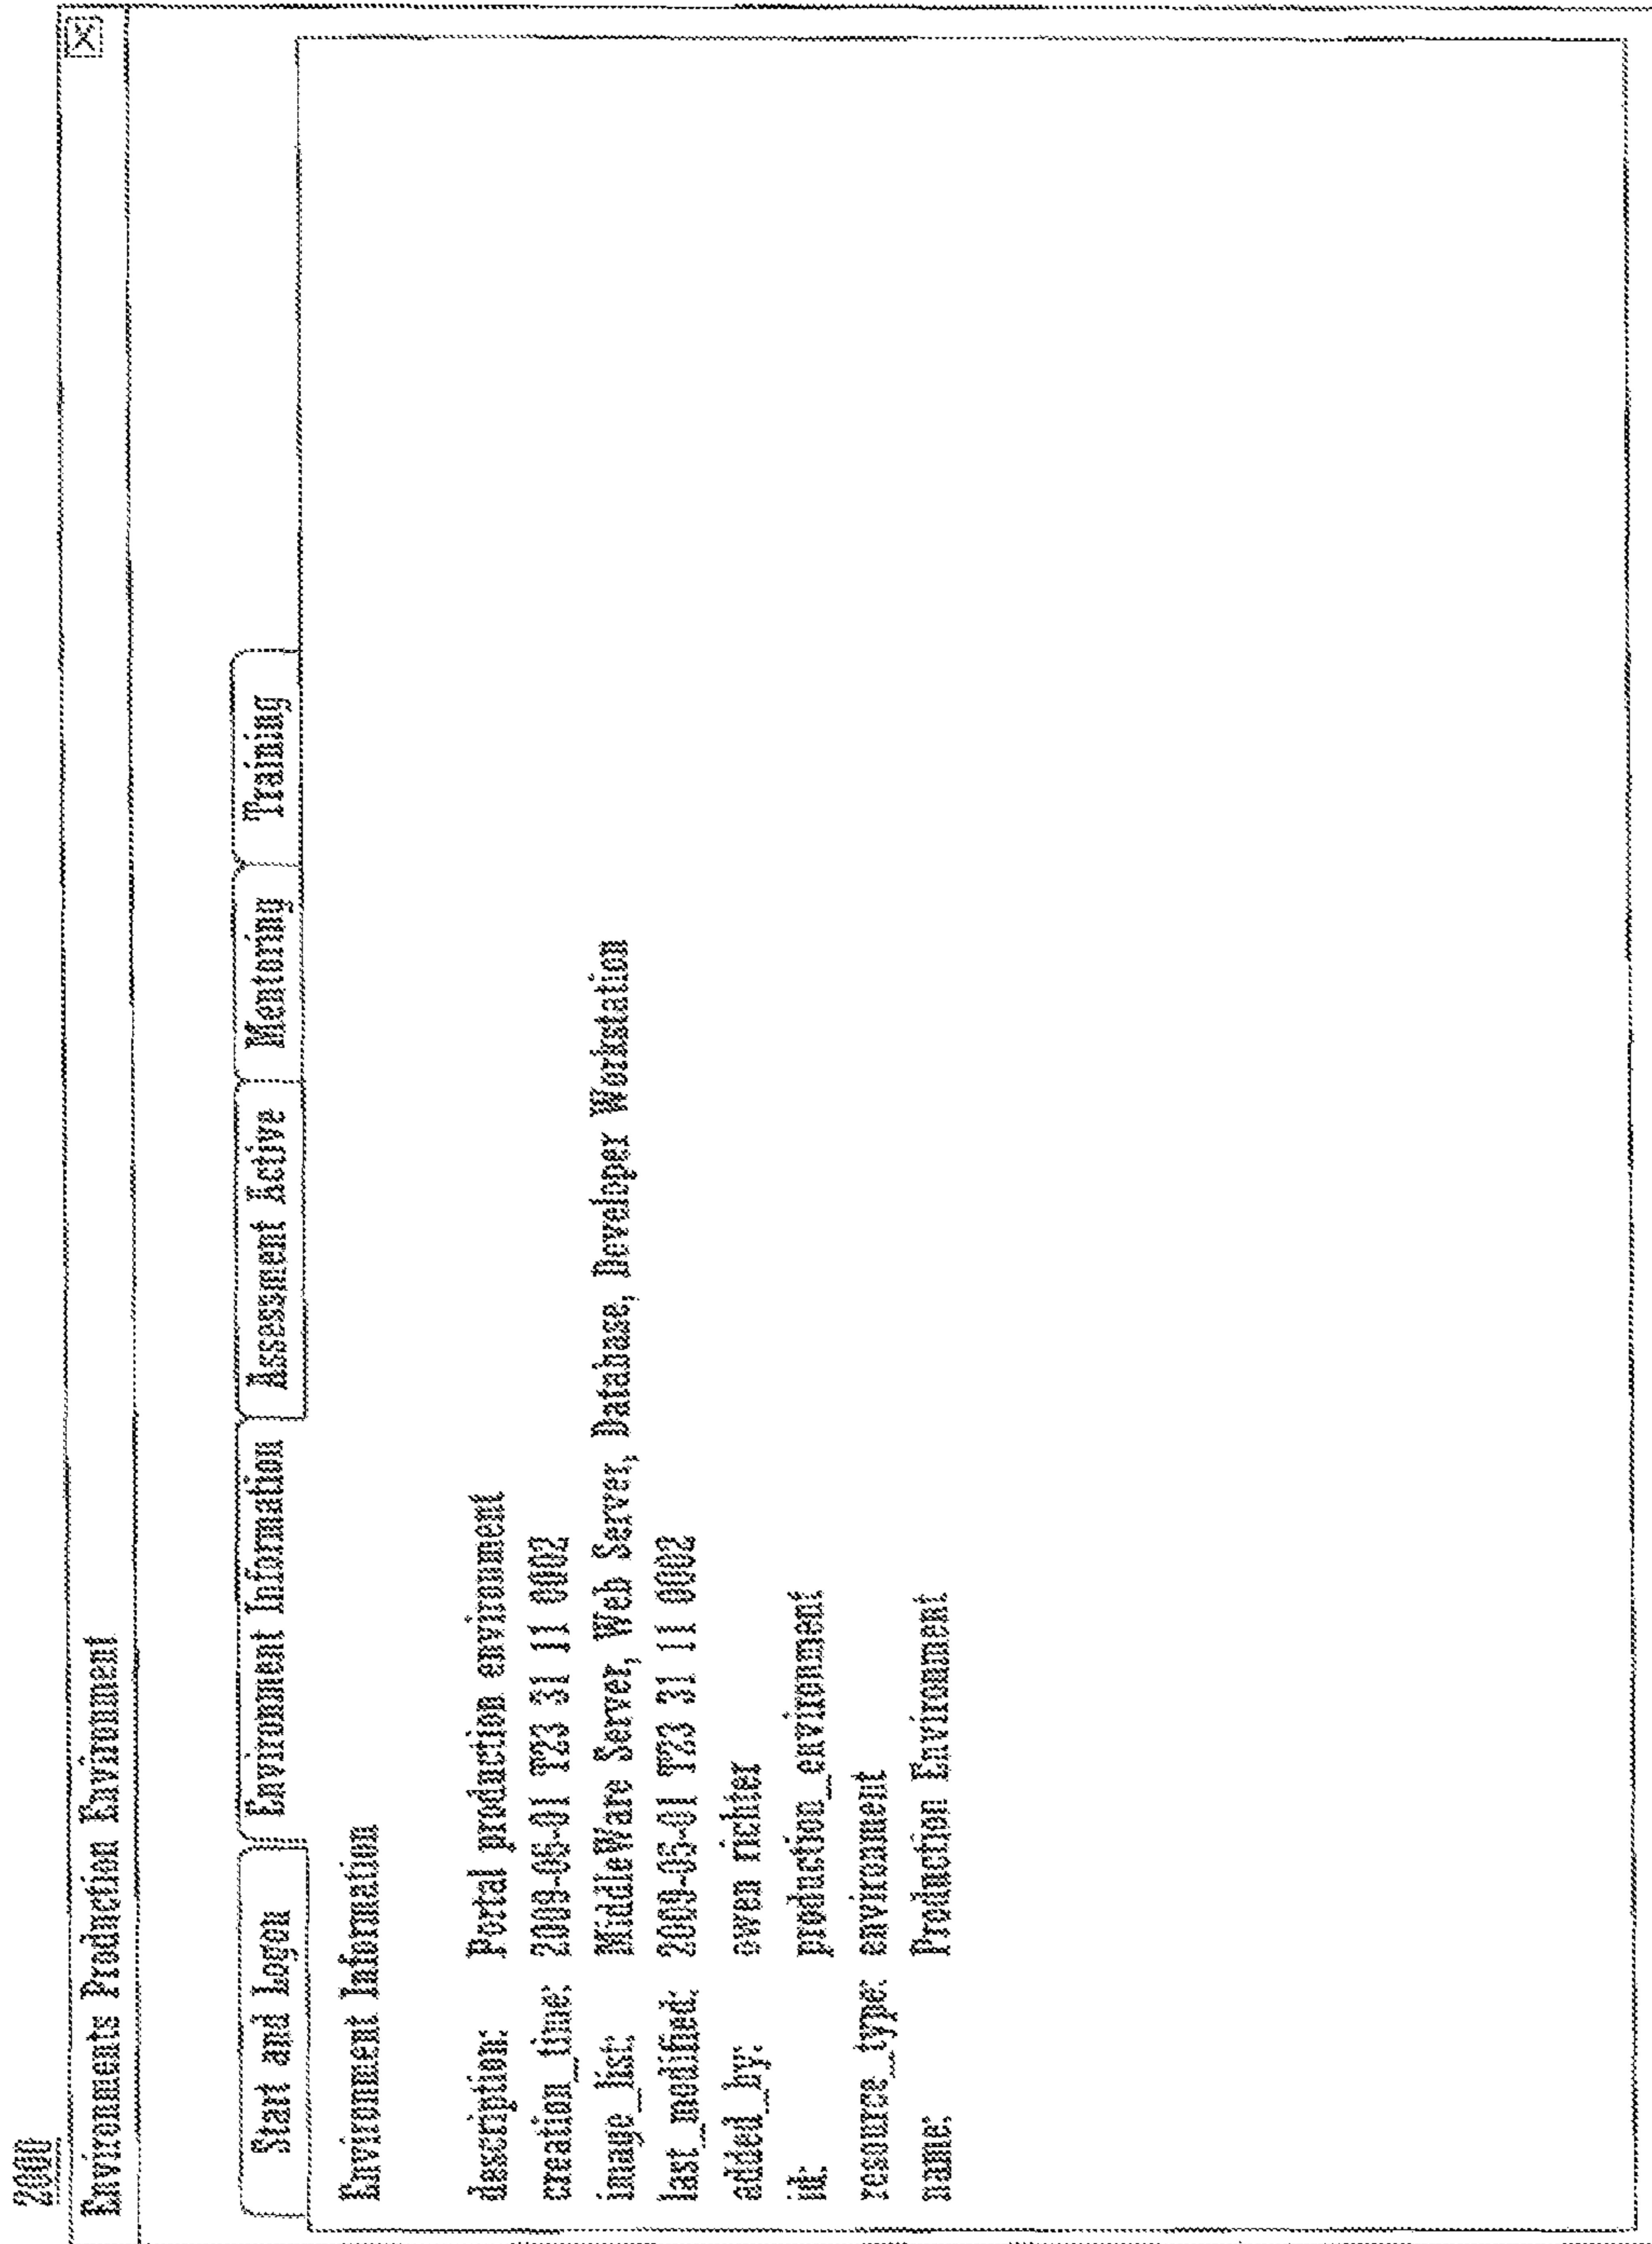 2000
Environments Production Environment
X
Start and Logon Environment Information Assessment Active Mentoring Training
Environment Information
description: Portal production environment
creation_time: 2009-06-01 T23 31 11 0002
image_list: MiddleWare Server, Web Server, Database, Developer Workstation
last_modified: 2009-06-01 T23 31 11 0002
added_by: owen richter
id: production_environment
resource_type: environment
name: Production Environment